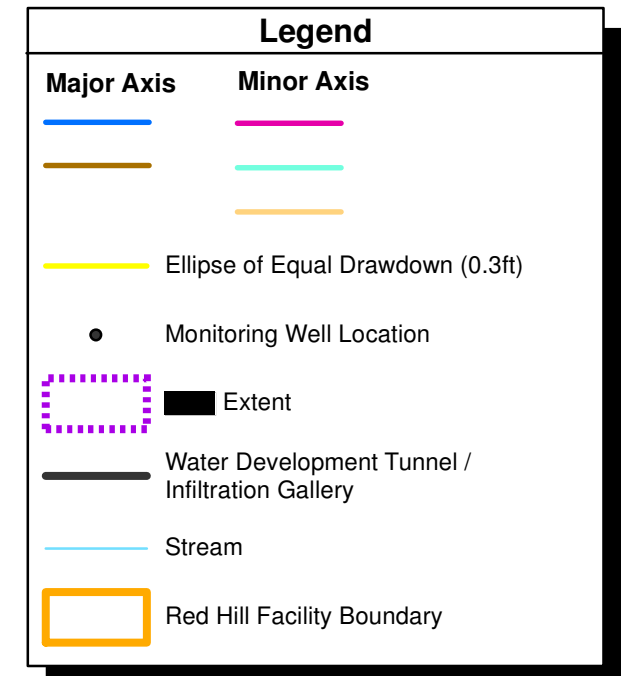 Legend
Major Axis Minor Axis
Ellipse of Equal Drawdown (0.3ft)
Monitoring Well Location
Extent
Water Development Tunnel /
Infiltration Gallery
Stream
Red Hill Facility Boundary